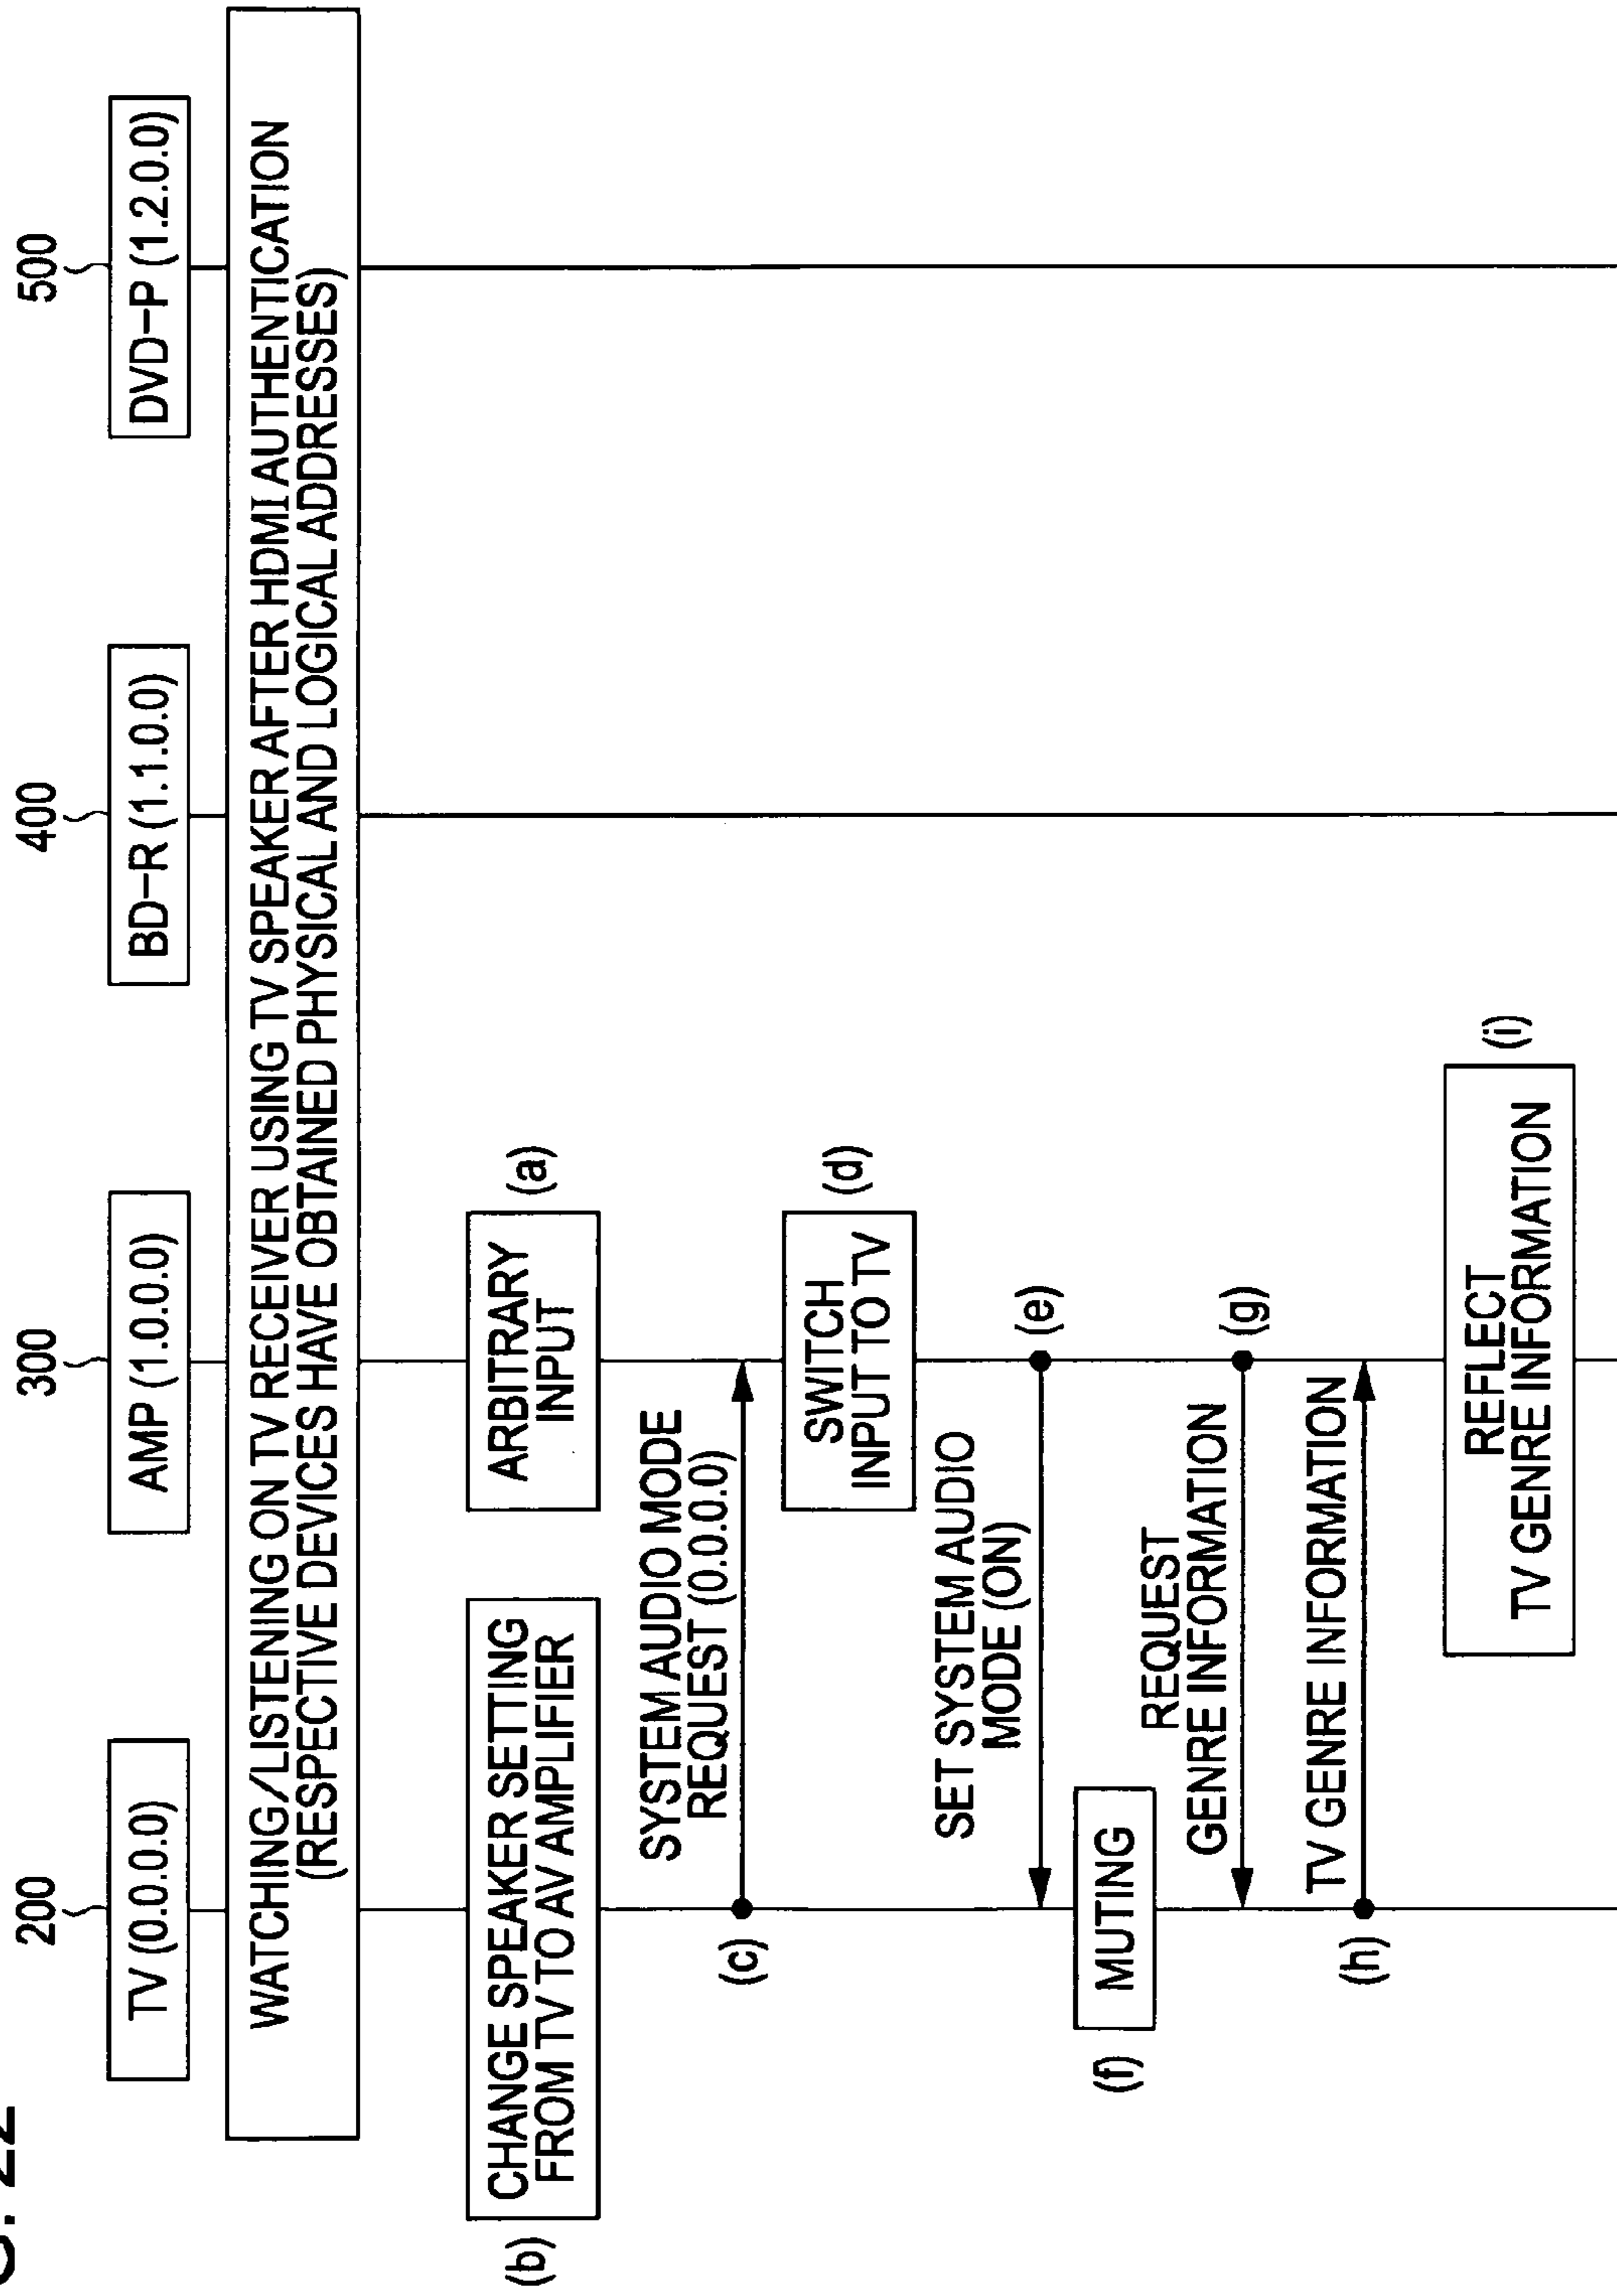 G. 22
200
300
400
500
TV (0.0.0.0)
AMP (1.0.0.0)
BD-R (1.1.0.0)
DVD-P (1.2.0.0)
WATCHING/LISTENING ON TV RECEIVER USING TV SPEAKER AFTER HDMI AUTHENTICATION
(RESPECTIVE DEVICES HAVE OBTAINED PHYSICAL AND LOGICAL ADDRESSES)
(b)
CHANGE SPEAKER SETTING
FROM TV TO AV AMPLIFIER
ARBITRARY
INPUT
(a)
SYSTEM AUDIO MODE
REQUEST (0.0.0.0)
(c)
SWITCH
INPUT TO TV
(d)
SET SYSTEM AUDIO
MODE (ON)
(e)
(f)
MUTING
REQUEST
GENRE INFORMATION
(g)
TV GENRE INFORMATION
(h)
REFLECT
TV GENRE INFORMATION
(i)